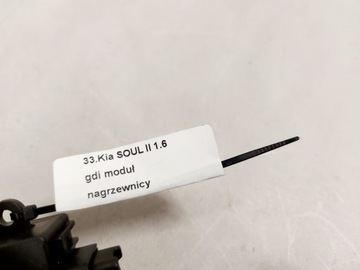 33.Kia SOUL II 1.6
gdi moduł
nagrzewnicy